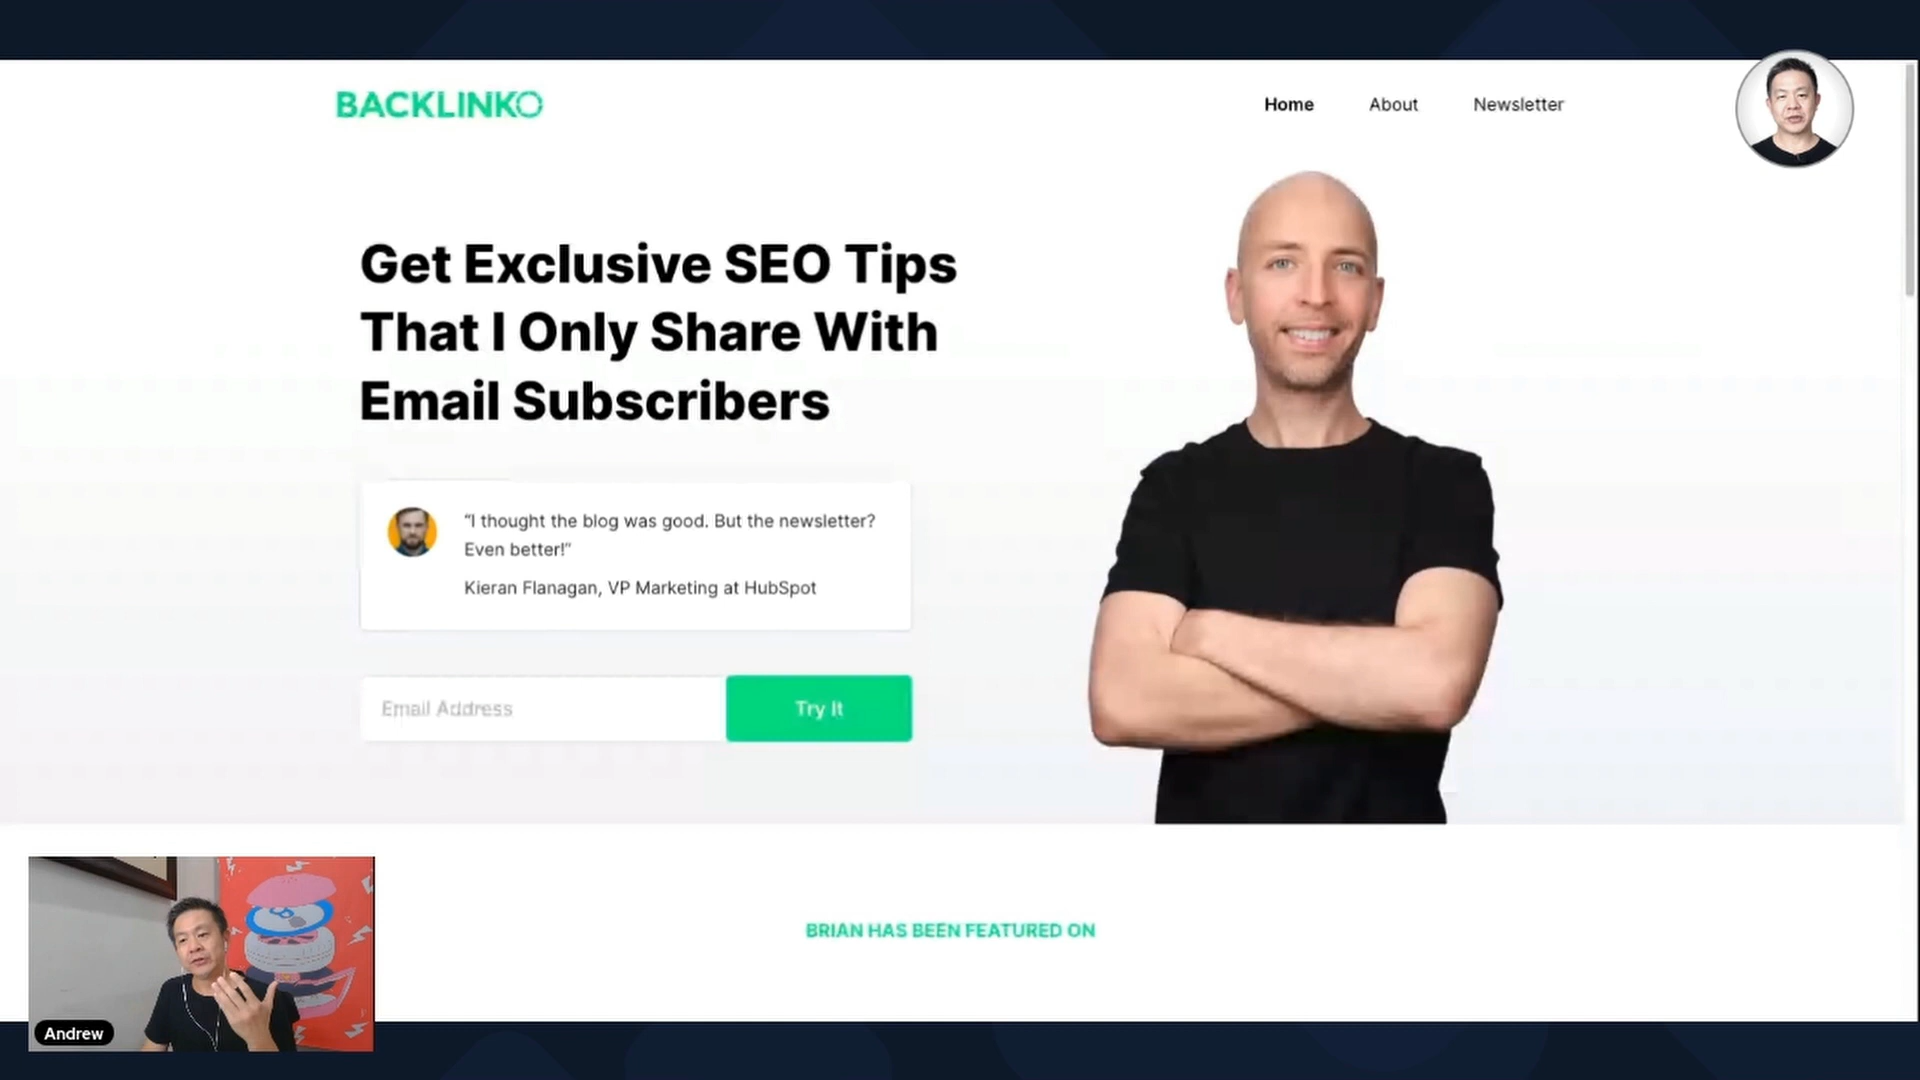 BACKLINKO
Home
About
Newsletter
Get Exclusive SEO Tips
That I Only Share With
Email Subscribers
“I thought the blog was good. But the newsletter?
Even better!”
Kieran Flanagan, VP Marketing at HubSpot
Email Address
Try It
BRIAN HAS BEEN FEATURED ON
Andrew